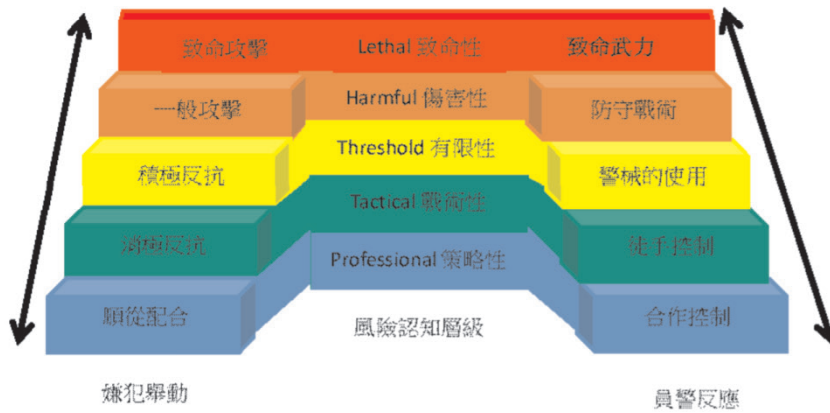 致命攻擊 Lethal 致命性 致命武力
一般攻擊 Harmful 傷害性 防守戰術
積極反抗 Threshold 有限性 警械的使用
消極反抗 Tactical 戰術性 徒手控制
順從配合 Professional 策略性 合作控制
風險認知層級
嫌犯舉動 員警反應